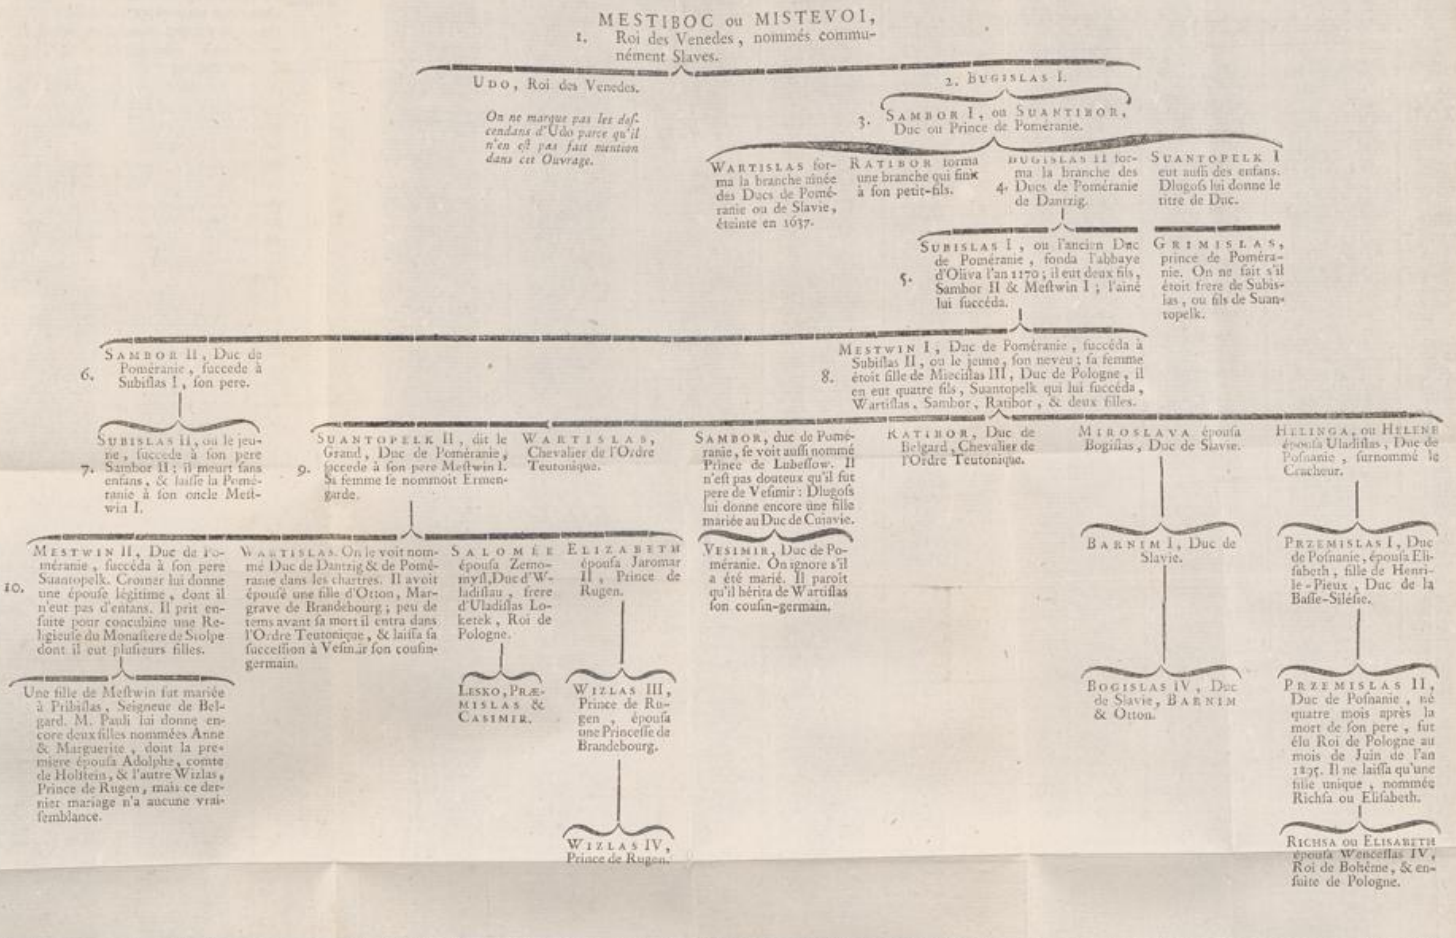 MESTIBOC ou MISTEVOI,
1. Roi des Venedes, nommés commu-
nément Slaves.
UDO, Roi des Venedes.
On ne marque pas les des-
cendans d'Udo parce qu'il
n'en est pas fait mention
dans cet Ouvrage.
2. BUGISLAS I.
3. SAMBOR I, ou SUANTIBOR,
Duc ou Prince de Poméranie.
WARTISLAS for-
ma la branche aînée
des Ducs de Pomé-
ranie ou de Slavie,
éteinte en 1637.
RATIBOR forma
une branche qui finit
à son petit-fils.
BUGISLAS II for-
ma la branche des
4. Ducs de Poméranie
de Dantzig.
SUANTOPELK I
eut aussi des enfans.
Dlugoss lui donne le
titre de Duc.
SUBISLAS I, ou l'ancien Duc
de Poméranie, fonda l'abbaye
5. d'Oliva l'an 1170; il eut deux fils,
Sambor II & Mestwin I; l'aîné
lui succéda.
GRIMISLAS,
prince de Poméra-
nie. On ne sait s'il
étoit frere de Subis-
las, ou fils de Suan-
topelk.
SAMBOR II, Duc de
6. Poméranie, succede à
Subislas I, son pere.
MESTWIN I, Duc de Poméranie, succéda à
Subislas II, ou le jeune, son neveu; sa femme
8. étoit fille de Miecislas III, Duc de Pologne, il
en eut quatre fils, Suantopelk qui lui succéda,
Wartislas, Sambor, Ratibor, & deux filles.
SUBISLAS II, ou le jeu-
ne, succede à son pere
7. Sambor II; il meurt sans
enfans, & laisse la Pomé-
ranie à son oncle Mest-
win I.
SUANTOPELK II, dit le
Grand, Duc de Poméranie,
9. succede à son pere Mestwin I.
Sa femme se nommoit Ermen-
garde.
WARTISLAS,
Chevalier de l'Ordre
Teutonique.
SAMBOR, duc de Pomé-
ranie, se voit aussi nommé
Prince de Lubessow. Il
n'est pas douteux qu'il fut
pere de Vesimir: Dlugoss
lui donne encore une fille
mariée au Duc de Cuiavie.
RATIBOR, Duc de
Belgard, Chevalier de
l'Ordre Teutonique.
MIROSLAVA épousa
Bogislas, Duc de Slavie.
HELINGA, ou HÉLENE
épousa Uladislas, Duc de
Posnanie, surnommé le
Cracheur.
MESTWIN II, Duc de Po-
méranie, succéda à son pere
Suantopelk. Cromer lui donne
10. une épouse légitime, dont il
n'eut pas d'enfans. Il prit en-
suite pour concubine une Re-
ligieuse du Monastere de Stolpe
dont il eut plusieurs filles.
WARTISLAS. On le voit nom-
mé Duc de Dantzig & de Pomé-
ranie dans les chartres. Il avoit
épousé une fille d'Otton, Mar-
grave de Brandebourg; peu de
tems avant sa mort il entra dans
l'Ordre Teutonique, & laissa sa
succession à Vesimir son cousin-
germain.
SALOMÉE
épousa Zemo-
mysl, Duc d'W-
ladislau, frere
d'Uladislas Lo-
ketek, Roi de
Pologne.
ELIZABETH
épousa Jaromar
II, Prince de
Rugen.
VESIMIR, Duc de Po-
méranie. On ignore s'il
a été marié. Il paroît
qu'il hérita de Wartislas
son cousin-germain.
BARNIM I, Duc de
Slavie.
PRZEMISLAS I, Duc
de Posnanie, épousa Eli-
sabeth, fille de Henri-
le-Pieux, Duc de la
Basse-Silésie.
Une fille de Mestwin fut mariée
à Pribislas, Seigneur de Bel-
gard. M. Pauli lui donne en-
core deux filles nommées Anne
& Marguerite, dont la pre-
miere épousa Adolphe, comte
de Holstein, & l'autre Wizlas,
Prince de Rugen, mais ce der-
nier mariage n'a aucune vrai-
semblance.
LESKO, PRÆ-
MISLAS &
CASIMIR.
WIZLAS III,
Prince de Ru-
gen, épousa
une Princesse de
Brandebourg.
BOGISLAS IV, Duc
de Slavie, BARNIM
& Otton.
PRZEMISLAS II,
Duc de Posnanie, né
quatre mois après la
mort de son pere, fut
élu Roi de Pologne au
mois de Juin de l'an
1295. Il ne laissa qu'une
fille unique, nommée
Richsa ou Elisabeth.
WIZLAS IV,
Prince de Rugen.
RICHSA OU ELISABETH
épousa Wenceslas IV,
Roi de Bohême, & en-
suite de Pologne.